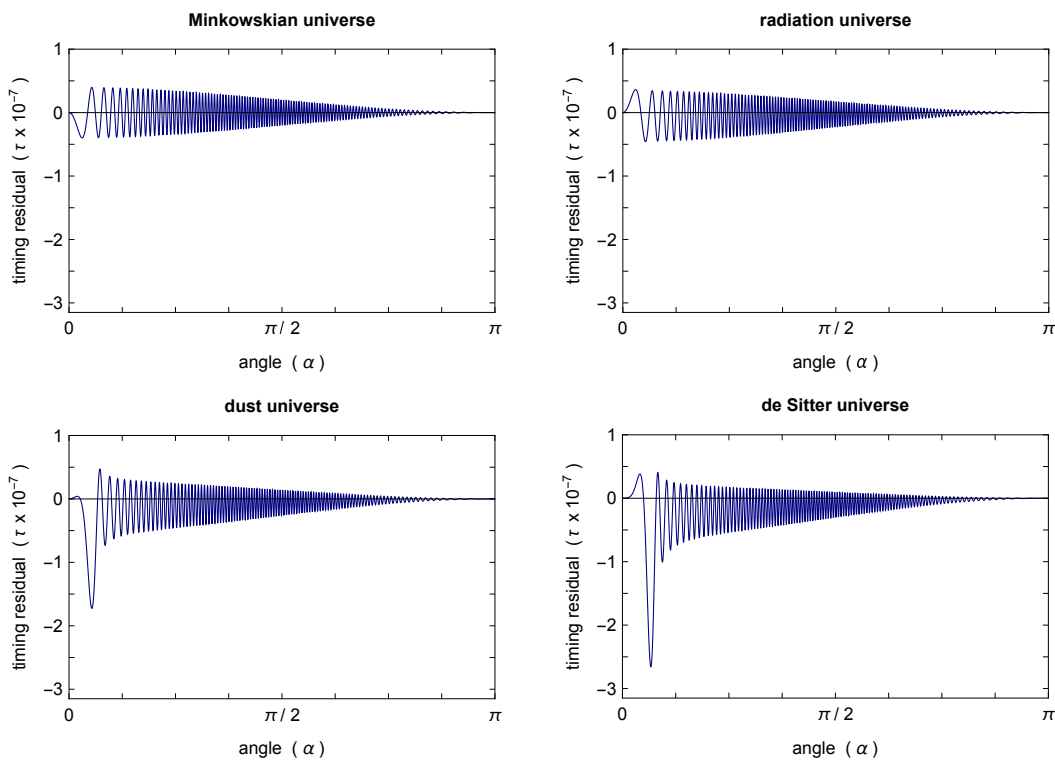 Minkowskian universe
timing residual ( τ x 10⁻⁷ )
1
0
−1
−2
−3
0
π / 2
π
angle ( α )
radiation universe
timing residual ( τ x 10⁻⁷ )
1
0
−1
−2
−3
0
π / 2
π
angle ( α )
dust universe
timing residual ( τ x 10⁻⁷ )
1
0
−1
−2
−3
0
π / 2
π
angle ( α )
de Sitter universe
timing residual ( τ x 10⁻⁷ )
1
0
−1
−2
−3
0
π / 2
π
angle ( α )